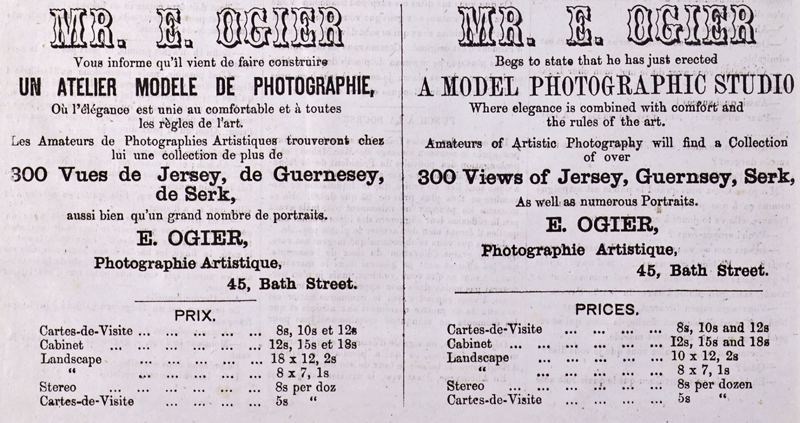 MR. E. OGIER
Vous informe qu'il vient de faire construire
UN ATELIER MODELE DE PHOTOGRAPHIE,
Où l'élégance est unie au comfortable et à toutes
les règles de l'art.
Les Amateurs de Photographies Artistiques trouveront chez
lui une collection de plus de
300 Vues de Jersey, de Guernesey,
de Serk,
aussi bien qu'un grand nombre de portraits.
E. OGIER,
Photographie Artistique,
45, Bath Street.
PRIX.
Cartes-de-Visite ... ... ... ... ... 8s, 10s et 12s
Cabinet ... ... ... ... ... 12s, 15s et 18s
Landscape ... ... ... ... 18 x 12, 2s
" ... ... ... ... 8 x 7, 1s
Stereo ... ... ... ... ... 8s per doz
Cartes-de-Visite ... ... ... ... 5s "
MR. E. OGIER
Begs to state that he has just erected
A MODEL PHOTOGRAPHIC STUDIO
Where elegance is combined with comfort and
the rules of the art.
Amateurs of Artistic Photography will find a Collection
of over
300 Views of Jersey, Guernsey, Serk,
As well as numerous Portraits.
E. OGIER,
Photographie Artistique,
45, Bath Street.
PRICES.
Cartes-de-Visite ... ... ... ... 8s, 10s and 12s
Cabinet ... ... ... ... ... 12s, 15s and 18s
Landscape ... ... ... ... 10 x 12, 2s
" ... ... ... ... 8 x 7, 1s
Stereo ... ... ... ... ... 8s per dozen
Cartes-de-Visite ... ... ... ... 5s "